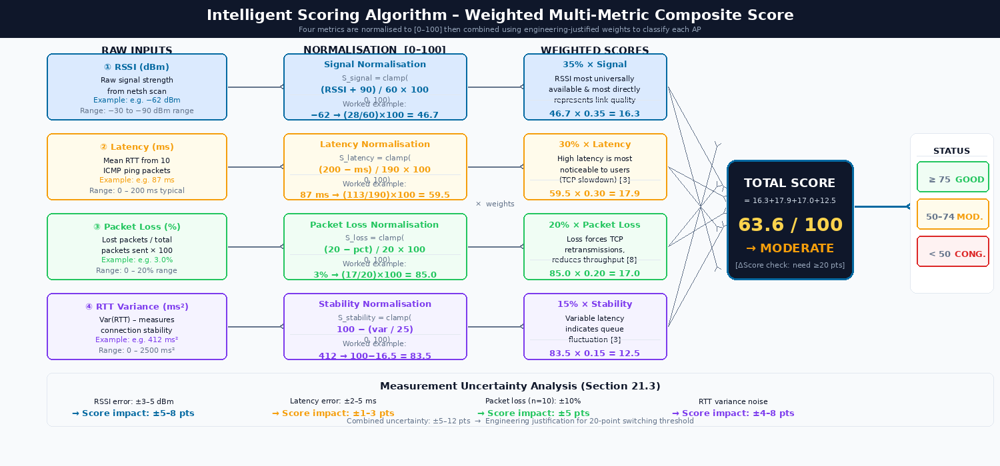 Intelligent Scoring Algorithm – Weighted Multi-Metric Composite Score
Four metrics are normalised to [0–100] then combined using engineering-justified weights to classify each AP
RAW INPUTS
① RSSI (dBm)
Raw signal strength
from netsh scan
Example: e.g. −62 dBm
Range: −30 to −90 dBm range
② Latency (ms)
Mean RTT from 10
ICMP ping packets
Example: e.g. 87 ms
Range: 0 – 200 ms typical
③ Packet Loss (%)
Lost packets / total
packets sent × 100
Example: e.g. 3.0%
Range: 0 – 20% range
④ RTT Variance (ms²)
Var(RTT) – measures
connection stability
Example: e.g. 412 ms²
Range: 0 – 2500 ms²
NORMALISATION [0–100]
Signal Normalisation
S_signal = clamp(
(RSSI + 90) / 60 × 100
0, 100)
Worked example:
−62 → (28/60)×100 = 46.7
Latency Normalisation
S_latency = clamp(
(200 − ms) / 190 × 100
0, 100)
Worked example:
87 ms → (113/190)×100 = 59.5
Packet Loss Normalisation
S_loss = clamp(
(20 − pct) / 20 × 100
0, 100)
Worked example:
3% → (17/20)×100 = 85.0
Stability Normalisation
S_stability = clamp(
100 − (var / 25)
0, 100)
Worked example:
412 → 100−16.5 = 83.5
× weights
WEIGHTED SCORES
35% × Signal
RSSI most universally
available & most directly
represents link quality
46.7 × 0.35 = 16.3
30% × Latency
High latency is most
noticeable to users
(TCP slowdown) [3]
59.5 × 0.30 = 17.9
20% × Packet Loss
Loss forces TCP
retransmissions,
reduces throughput [8]
85.0 × 0.20 = 17.0
15% × Stability
Variable latency
indicates queue
fluctuation [3]
83.5 × 0.15 = 12.5
TOTAL SCORE
= 16.3+17.9+17.0+12.5
63.6 / 100
→ MODERATE
[ΔScore check: need ≥20 pts]
STATUS
≥ 75 GOOD
50–74 MOD.
< 50 CONG.
Measurement Uncertainty Analysis (Section 21.3)
RSSI error: ±3–5 dBm
→ Score impact: ±5–8 pts
Latency error: ±2–5 ms
→ Score impact: ±1–3 pts
Packet loss (n=10): ±10%
→ Score impact: ±5 pts
RTT variance noise
→ Score impact: ±4–8 pts
Combined uncertainty: ±5–12 pts → Engineering justification for 20-point switching threshold